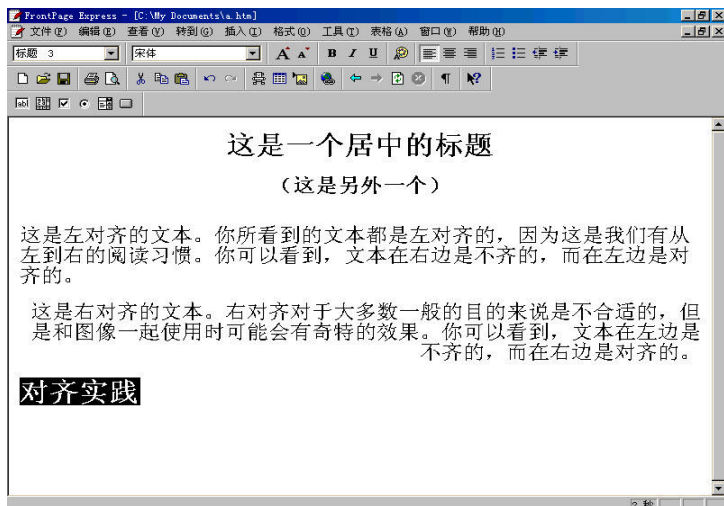 FrontPage Express - [C:\My Documents\a.htm]
文件(F) 编辑(E) 查看(V) 转到(G) 插入(I) 格式(O) 工具(T) 表格(A) 窗口(W) 帮助(H)
标题 3 宋体
这是一个居中的标题
（这是另外一个）
这是左对齐的文本。你所看到的文本都是左对齐的，因为这是我们有从
左到右的阅读习惯。你可以看到，文本在右边是不齐的，而在左边是对
齐的。
这是右对齐的文本。右对齐对于大多数一般的目的来说是不合适的，但
是和图像一起使用时可能会有奇特的效果。你可以看到，文本在左边是
不齐的，而在右边是对齐的。
对齐实践